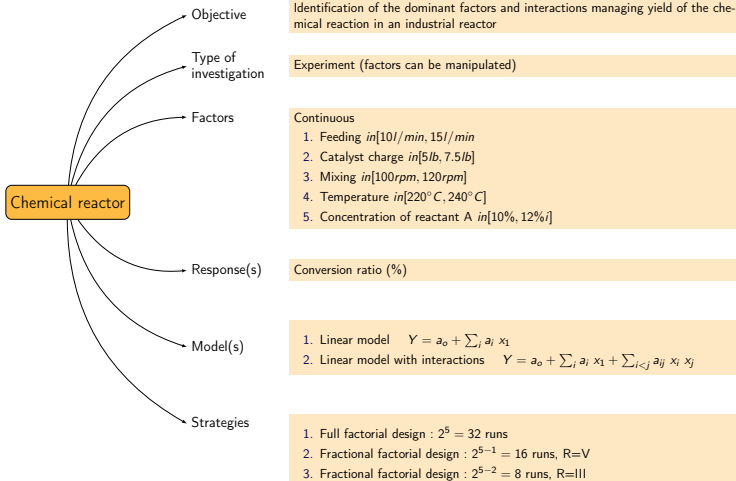 Chemical reactor
Objective
Identification of the dominant factors and interactions managing yield of the che-
mical reaction in an industrial reactor
Type of
investigation
Experiment (factors can be manipulated)
Factors
Continuous
1. Feeding in[10l/min, 15l/min
2. Catalyst charge in[5lb, 7.5lb]
3. Mixing in[100rpm, 120rpm]
4. Temperature in[220°C, 240°C]
5. Concentration of reactant A in[10%, 12%i]
Response(s)
Conversion ratio (%)
Model(s)
1. Linear model Y = a_o + ∑_i a_i x_1
2. Linear model with interactions Y = a_o + ∑_i a_i x_1 + ∑_{i<j} a_{ij} x_i x_j
Strategies
1. Full factorial design : 2^5 = 32 runs
2. Fractional factorial design : 2^{5−1} = 16 runs, R=V
3. Fractional factorial design : 2^{5−2} = 8 runs, R=III